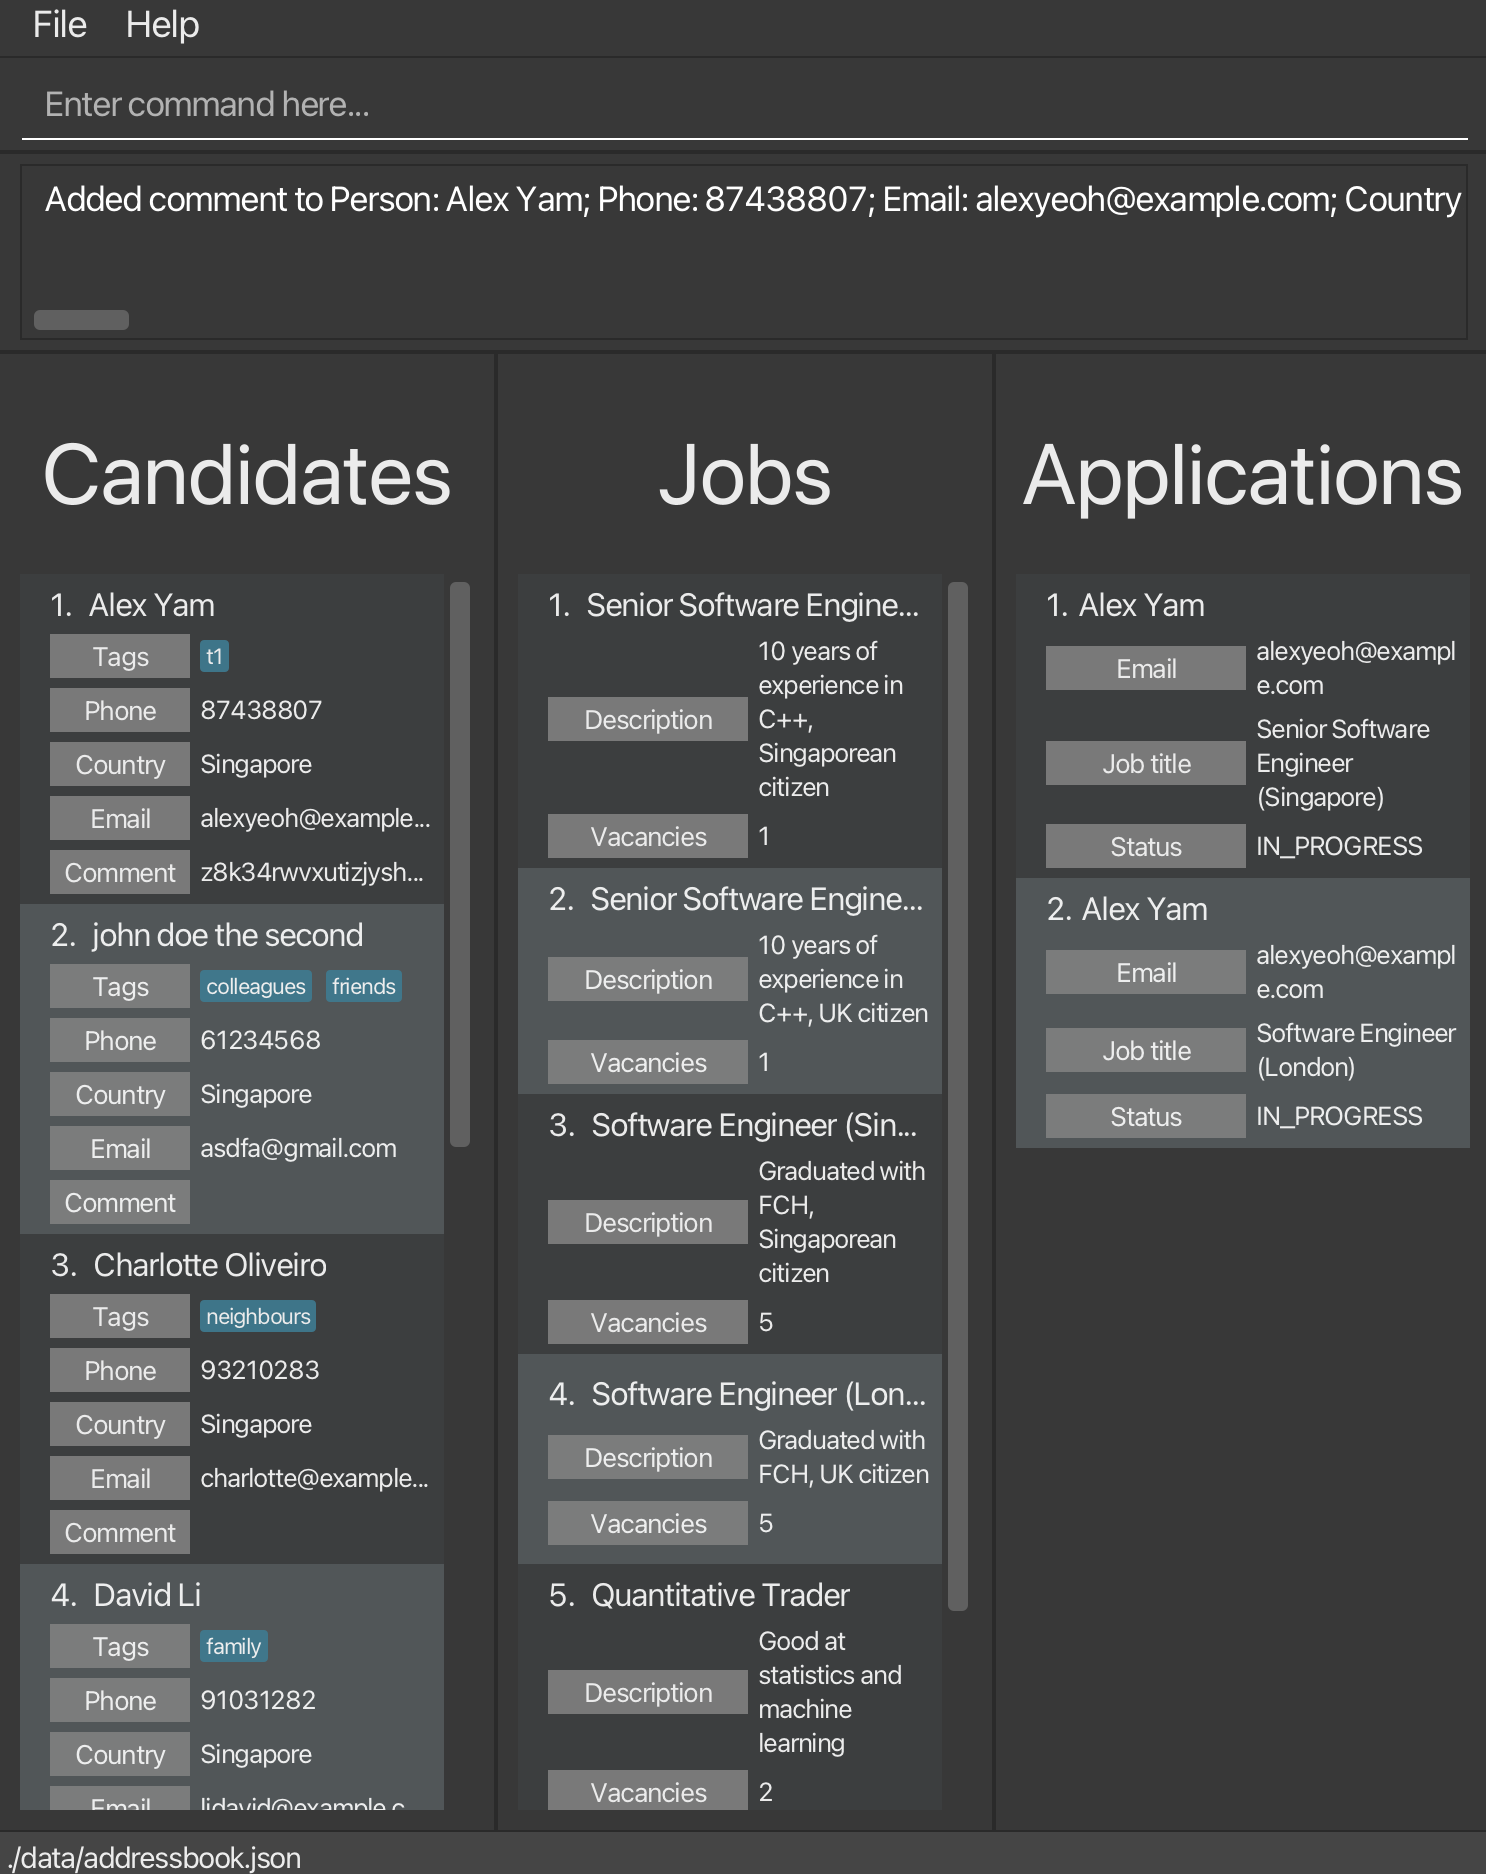 File Help
Enter command here...
Added comment to Person: Alex Yam; Phone: 87438807; Email: alexyeoh@example.com; Country
Candidates
1. Alex Yam
Tags t1
Phone 87438807
Country Singapore
Email alexyeoh@example...
Comment z8k34rwvxutizjysh...
2. john doe the second
Tags colleagues friends
Phone 61234568
Country Singapore
Email asdfa@gmail.com
Comment
3. Charlotte Oliveiro
Tags neighbours
Phone 93210283
Country Singapore
Email charlotte@example...
Comment
4. David Li
Tags family
Phone 91031282
Country Singapore
Email lidavid@example.c...
Jobs
1. Senior Software Engine...
Description
10 years of
experience in
C++,
Singaporean
citizen
Vacancies 1
2. Senior Software Engine...
Description
10 years of
experience in
C++, UK citizen
Vacancies 1
3. Software Engineer (Sin...
Description
Graduated with
FCH,
Singaporean
citizen
Vacancies 5
4. Software Engineer (Lon...
Description
Graduated with
FCH, UK citizen
Vacancies 5
5. Quantitative Trader
Description
Good at
statistics and
machine
learning
Vacancies 2
Applications
1. Alex Yam
Email
alexyeoh@exampl
e.com
Job title
Senior Software
Engineer
(Singapore)
Status IN_PROGRESS
2. Alex Yam
Email
alexyeoh@exampl
e.com
Job title
Software Engineer
(London)
Status IN_PROGRESS
./data/addressbook.json